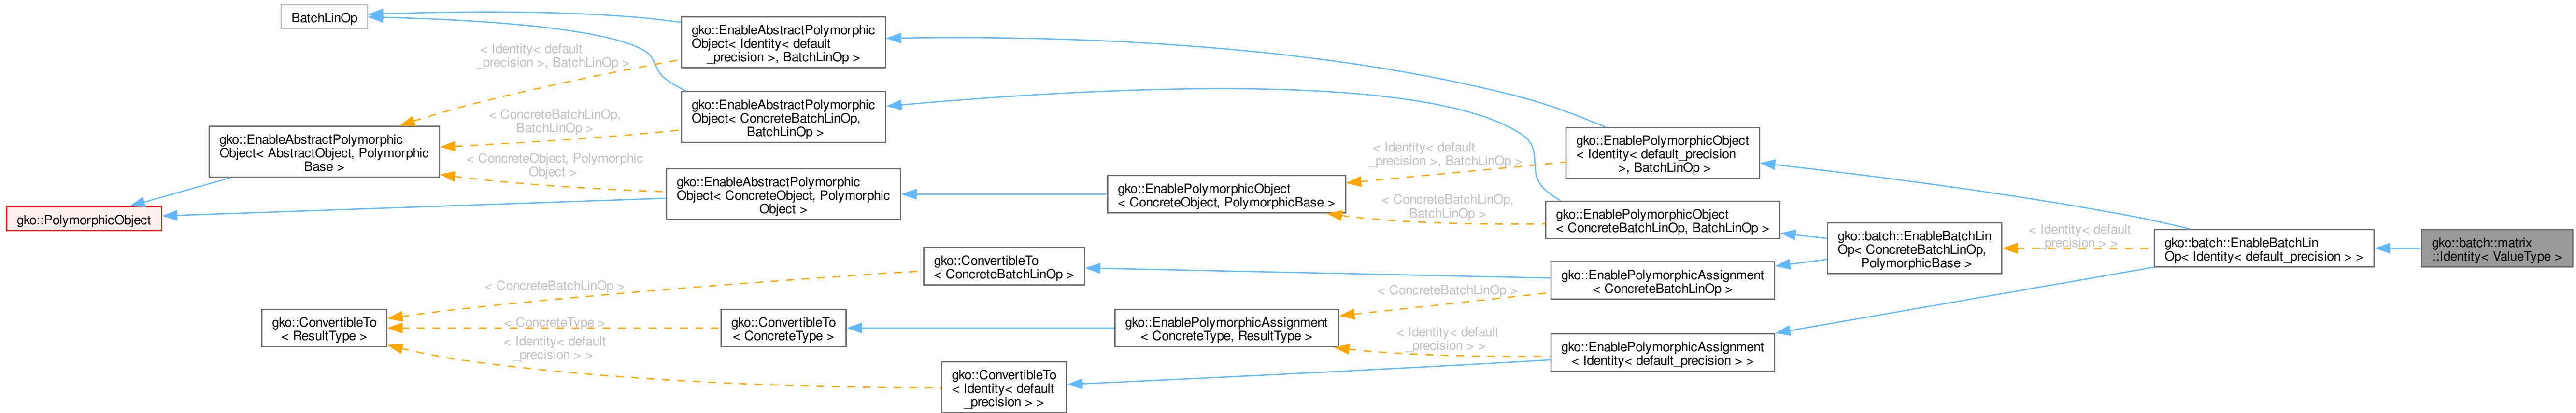 BatchLinOp
gko::EnableAbstractPolymorphic
Object< Identity< default
_precision >, BatchLinOp >
< Identity< default
_precision >, BatchLinOp >
gko::EnableAbstractPolymorphic
Object< ConcreteBatchLinOp,
BatchLinOp >
< ConcreteBatchLinOp,
BatchLinOp >
gko::EnableAbstractPolymorphic
Object< AbstractObject, Polymorphic
Base >
< ConcreteObject, Polymorphic
Object >
gko::EnableAbstractPolymorphic
Object< ConcreteObject, Polymorphic
Object >
gko::PolymorphicObject
gko::EnablePolymorphicObject
< ConcreteObject, PolymorphicBase >
< Identity< default
_precision >, BatchLinOp >
< ConcreteBatchLinOp,
BatchLinOp >
gko::EnablePolymorphicObject
< Identity< default_precision
>, BatchLinOp >
gko::EnablePolymorphicObject
< ConcreteBatchLinOp, BatchLinOp >
gko::batch::EnableBatchLin
Op< ConcreteBatchLinOp,
PolymorphicBase >
< Identity< default
_precision > >
gko::batch::EnableBatchLin
Op< Identity< default_precision > >
gko::batch::matrix
::Identity< ValueType >
gko::ConvertibleTo
< ConcreteBatchLinOp >
gko::EnablePolymorphicAssignment
< ConcreteBatchLinOp >
< ConcreteBatchLinOp >
< ConcreteBatchLinOp >
gko::ConvertibleTo
< ResultType >
< ConcreteType >
gko::ConvertibleTo
< ConcreteType >
gko::EnablePolymorphicAssignment
< ConcreteType, ResultType >
< Identity< default
_precision > >
< Identity< default
_precision > >
gko::EnablePolymorphicAssignment
< Identity< default_precision > >
gko::ConvertibleTo
< Identity< default
_precision > >